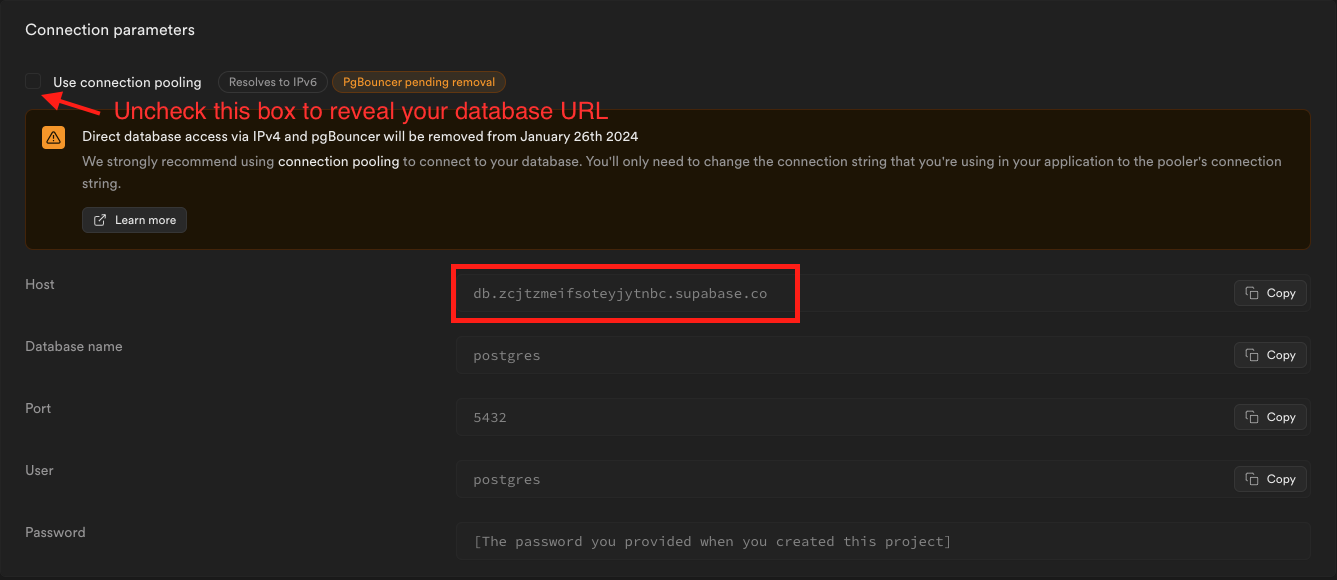 Connection parameters
Use connection pooling Resolves to IPv6 PgBouncer pending removal
Uncheck this box to reveal your database URL
Direct database access via IPv4 and pgBouncer will be removed from January 26th 2024
We strongly recommend using connection pooling to connect to your database. You'll only need to change the connection string that you're using in your application to the pooler's connection
string.
Learn more
Host db.zcjtzmeifsoteyjytnbc.supabase.co Copy
Database name postgres Copy
Port 5432 Copy
User postgres Copy
Password [The password you provided when you created this project]